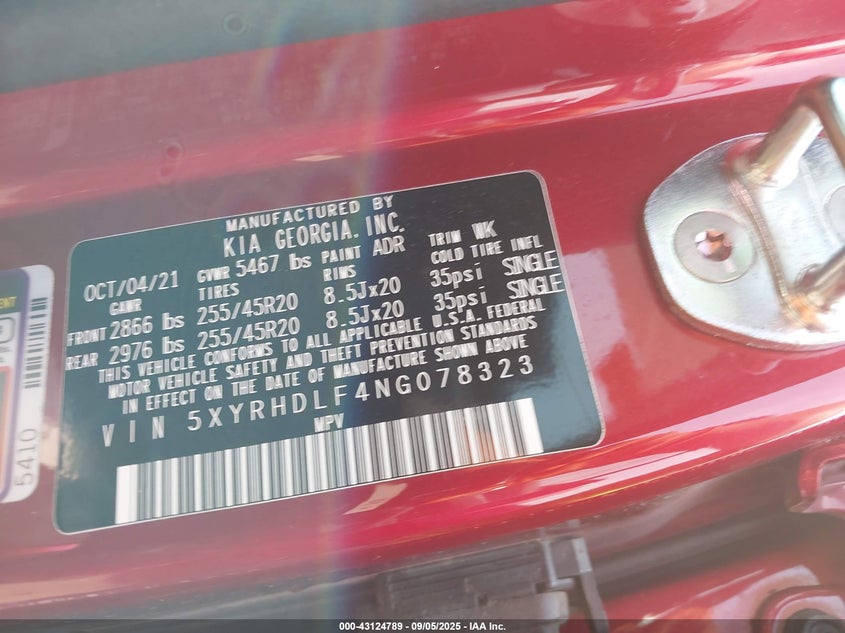 MANUFACTURED BY
KIA GEORGIA. INC.
OCT/04/21 GVWR 5467 lbs PAINT ADR TRIM WK
GAWR TIRES RIMS COLD TIRE INFL
FRONT 2866 lbs 255/45R20 8.5Jx20 35psi SINGLE
REAR 2976 lbs 255/45R20 8.5Jx20 35psi SINGLE
THIS VEHICLE CONFORMS TO ALL APPLICABLE U.S.A. FEDERAL
MOTOR VEHICLE SAFETY AND THEFT PREVENTION STANDARDS
IN EFFECT ON THE DATE OF MANUFACTURE SHOWN ABOVE
VIN 5XYRHDLF4NG078323
MPV
5410
000-43124789 - 09/05/2025 - IAA Inc.